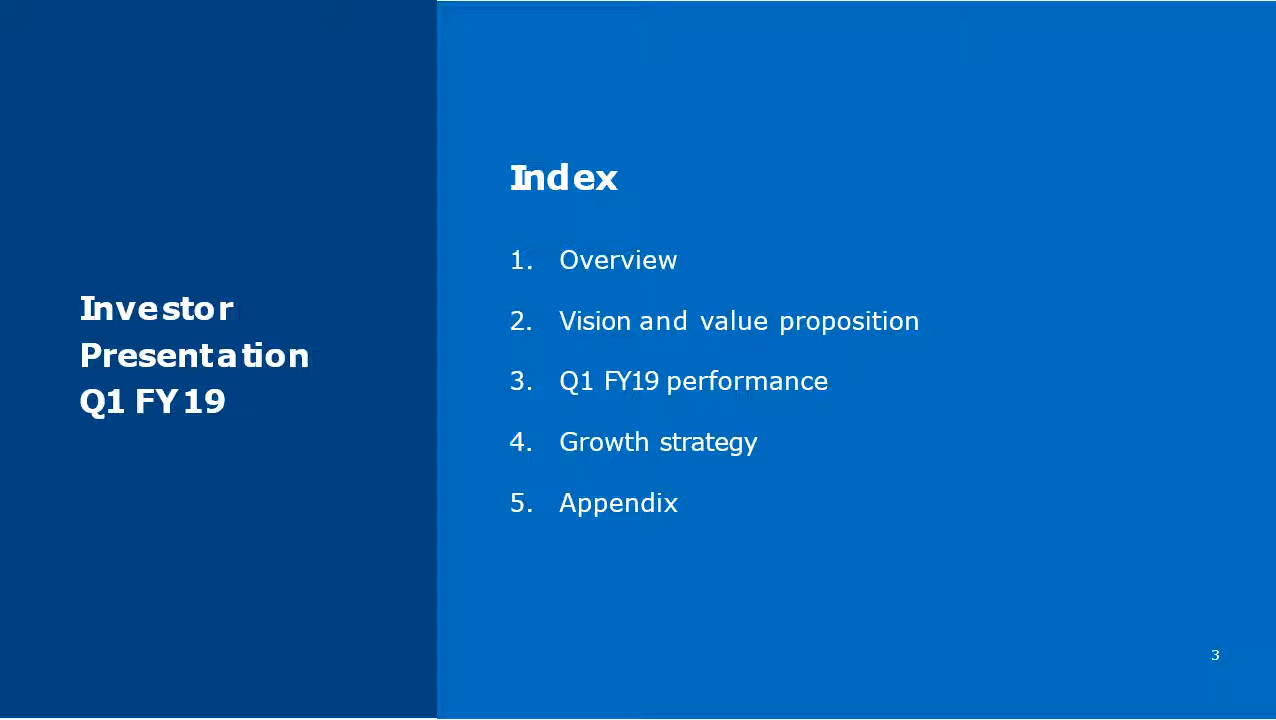 Investor
Presentation
Q1 FY19
Index
1. Overview
2. Vision and value proposition
3. Q1 FY19 performance
4. Growth strategy
5. Appendix
3